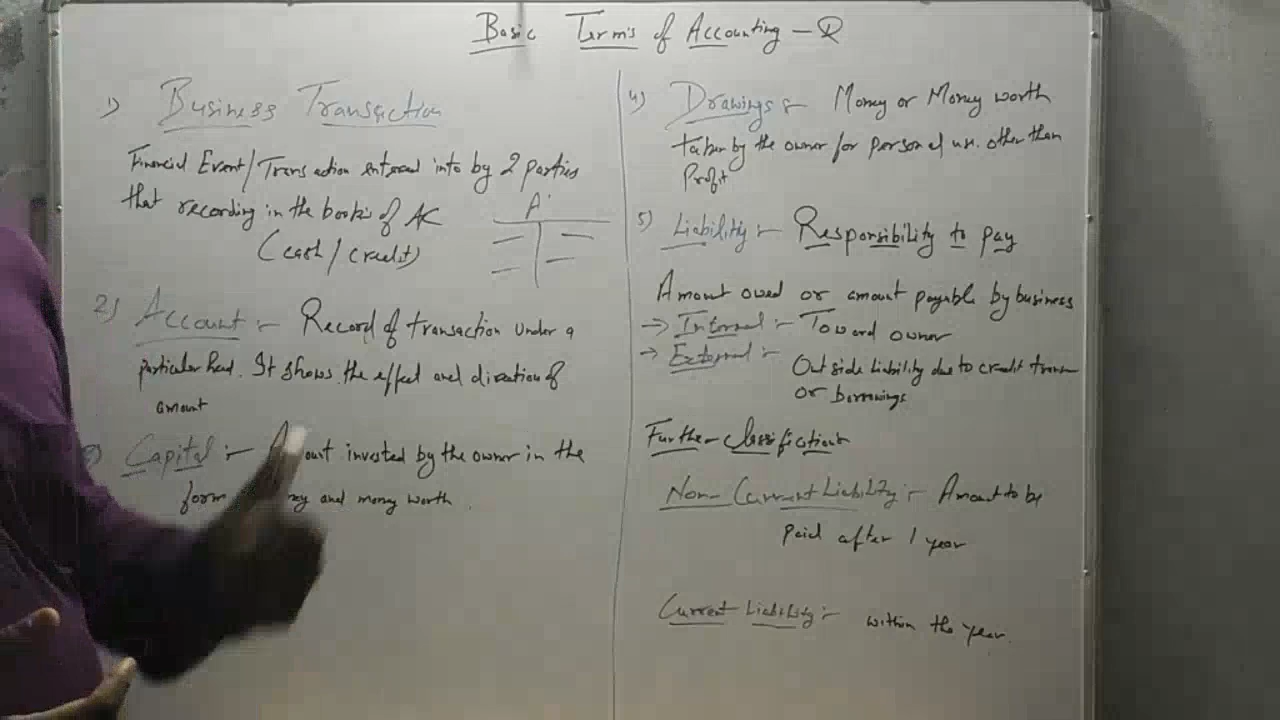 Basic Terms of Accounting -
1) Business Transaction
Financial Event/Transaction entered into by 2 parties
that recording in the book's of A/C
(cash/credit)
A
2) Account :- Record of transaction under a
particular head. It shows the effect and direction of
amount
Capital :- Amount invested by the owner in the
form and money worth.
4) Drawings :- Money or Money worth
taken by the owner for personal use. other than
Profit
5) Liability :- Responsibility to pay
Amount owed or amount payable by business
→ Internal :- Toward owner
→ External :- Outside liability due to credit trans
or borrowings
Further Classification
Non-Current Liability :- Amount to be
paid after 1 year
Current Liability :- within the year.